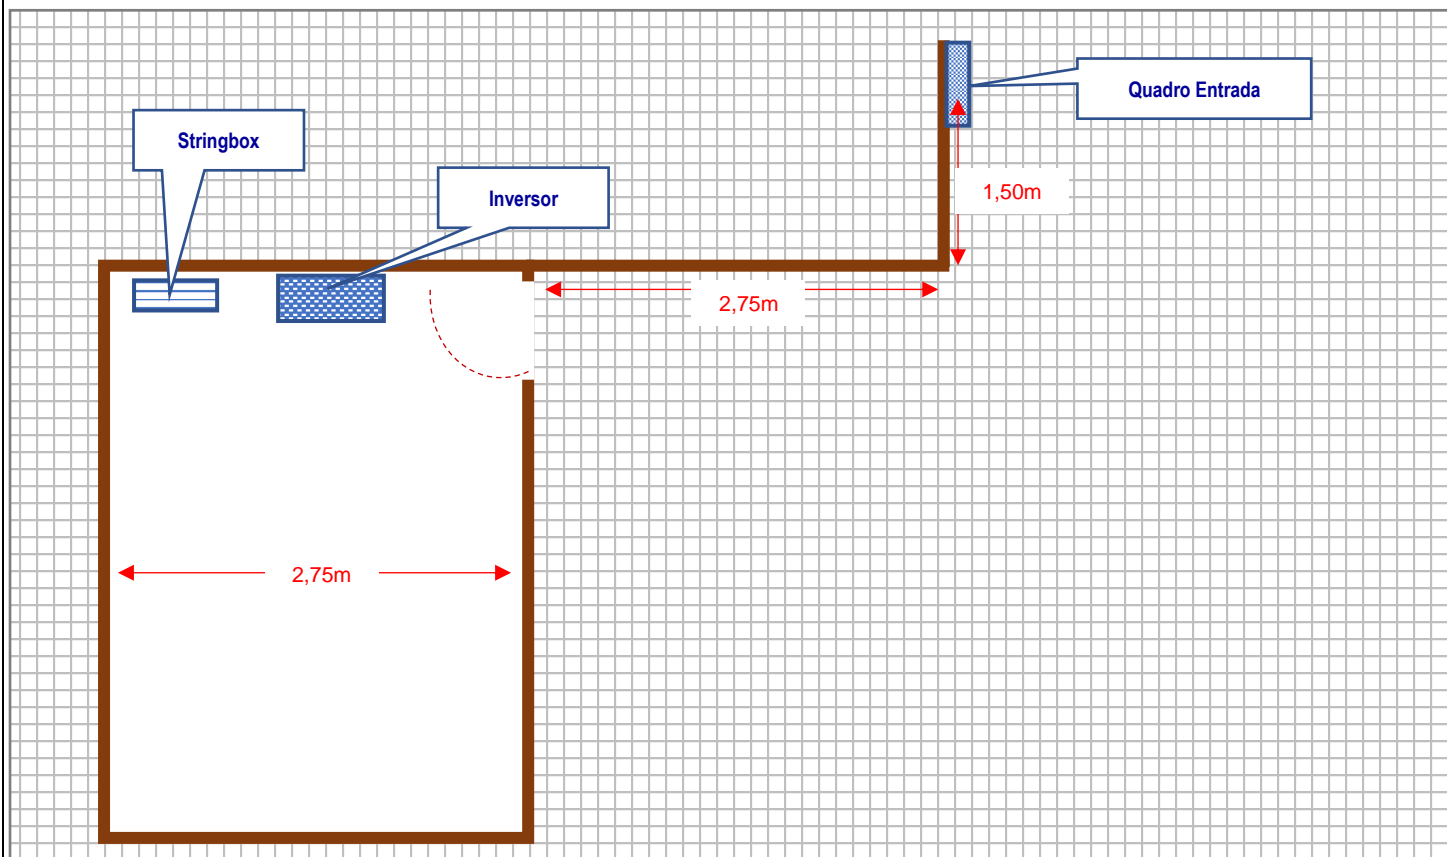 Quadro Entrada
Stringbox
Inversor
1,50m
2,75m
2,75m